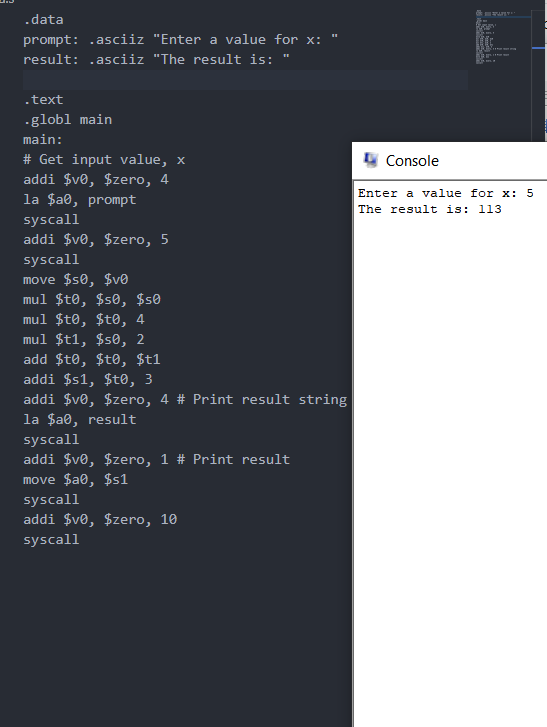 .data
prompt: .asciiz "Enter a value for x: "
result: .asciiz "The result is: "
.text
.globl main
main:
# Get input value, x
addi $v0, $zero, 4
la $a0, prompt
syscall
addi $v0, $zero, 5
syscall
move $s0, $v0
mul $t0, $s0, $s0
mul $t0, $t0, 4
mul $t1, $s0, 2
add $t0, $t0, $t1
addi $s1, $t0, 3
addi $v0, $zero, 4 # Print result string
la $a0, result
syscall
addi $v0, $zero, 1 # Print result
move $a0, $s1
syscall
addi $v0, $zero, 10
syscall
Console
Enter a value for x: 5
The result is: 113